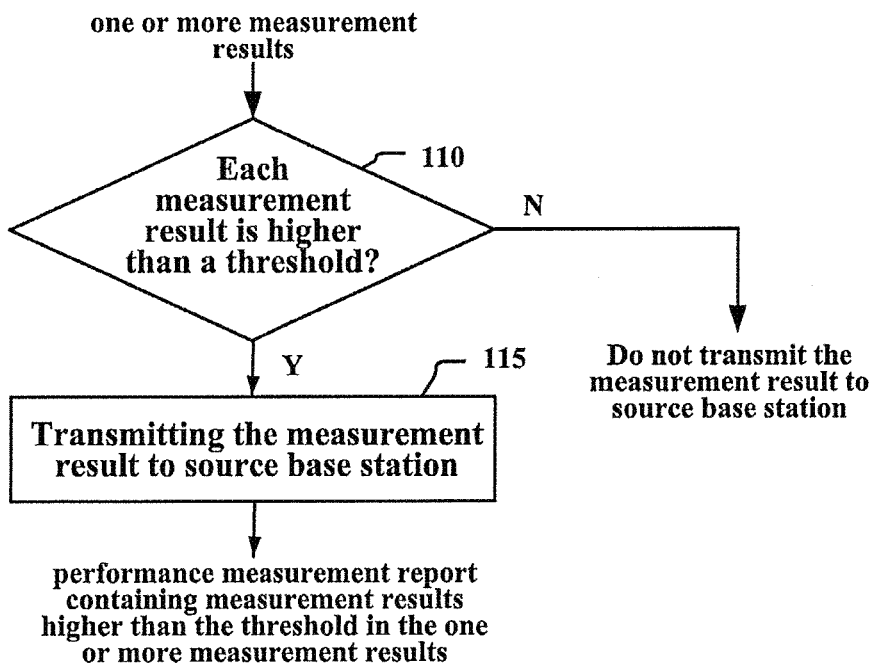 one or more measurement
results
110
Each
measurement
result is higher
than a threshold?
N
Y
115
Do not transmit the
measurement result to
source base station
Transmitting the measurement
result to source base station
performance measurement report
containing measurement results
higher than the threshold in the one
or more measurement results